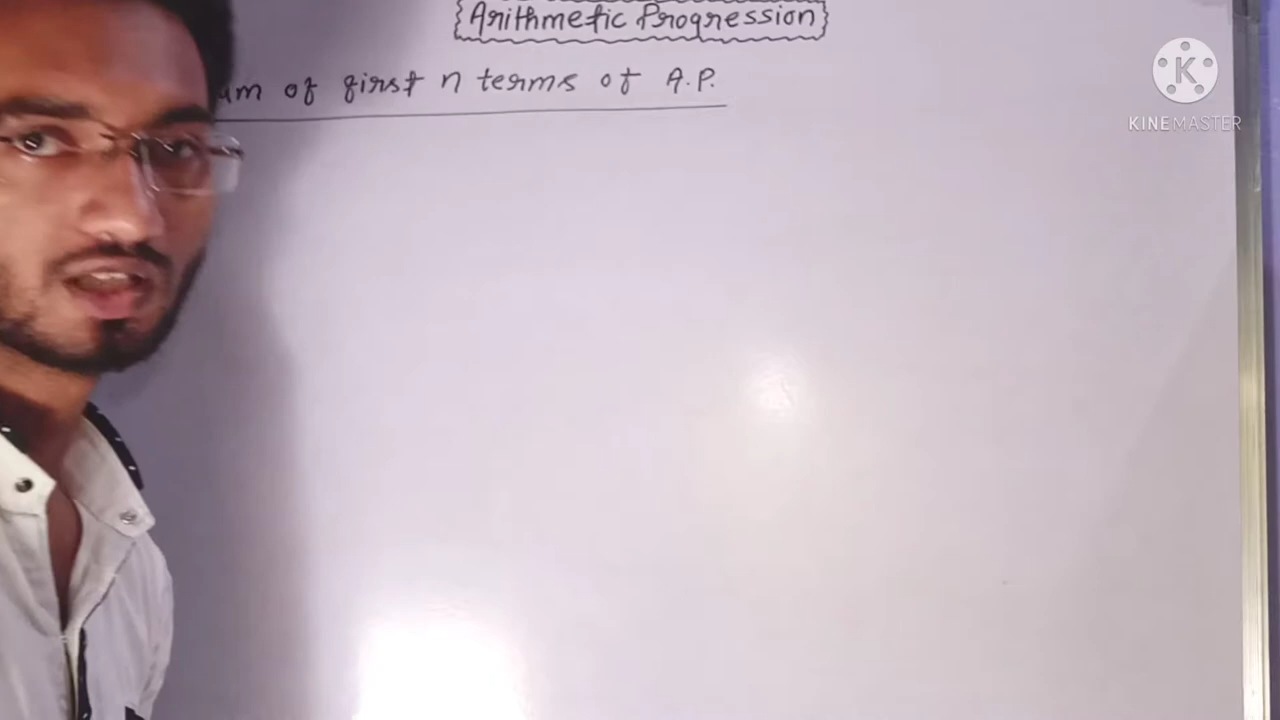 Arithmetic Progression
um of first n terms of A.P.
K
KINEMASTER